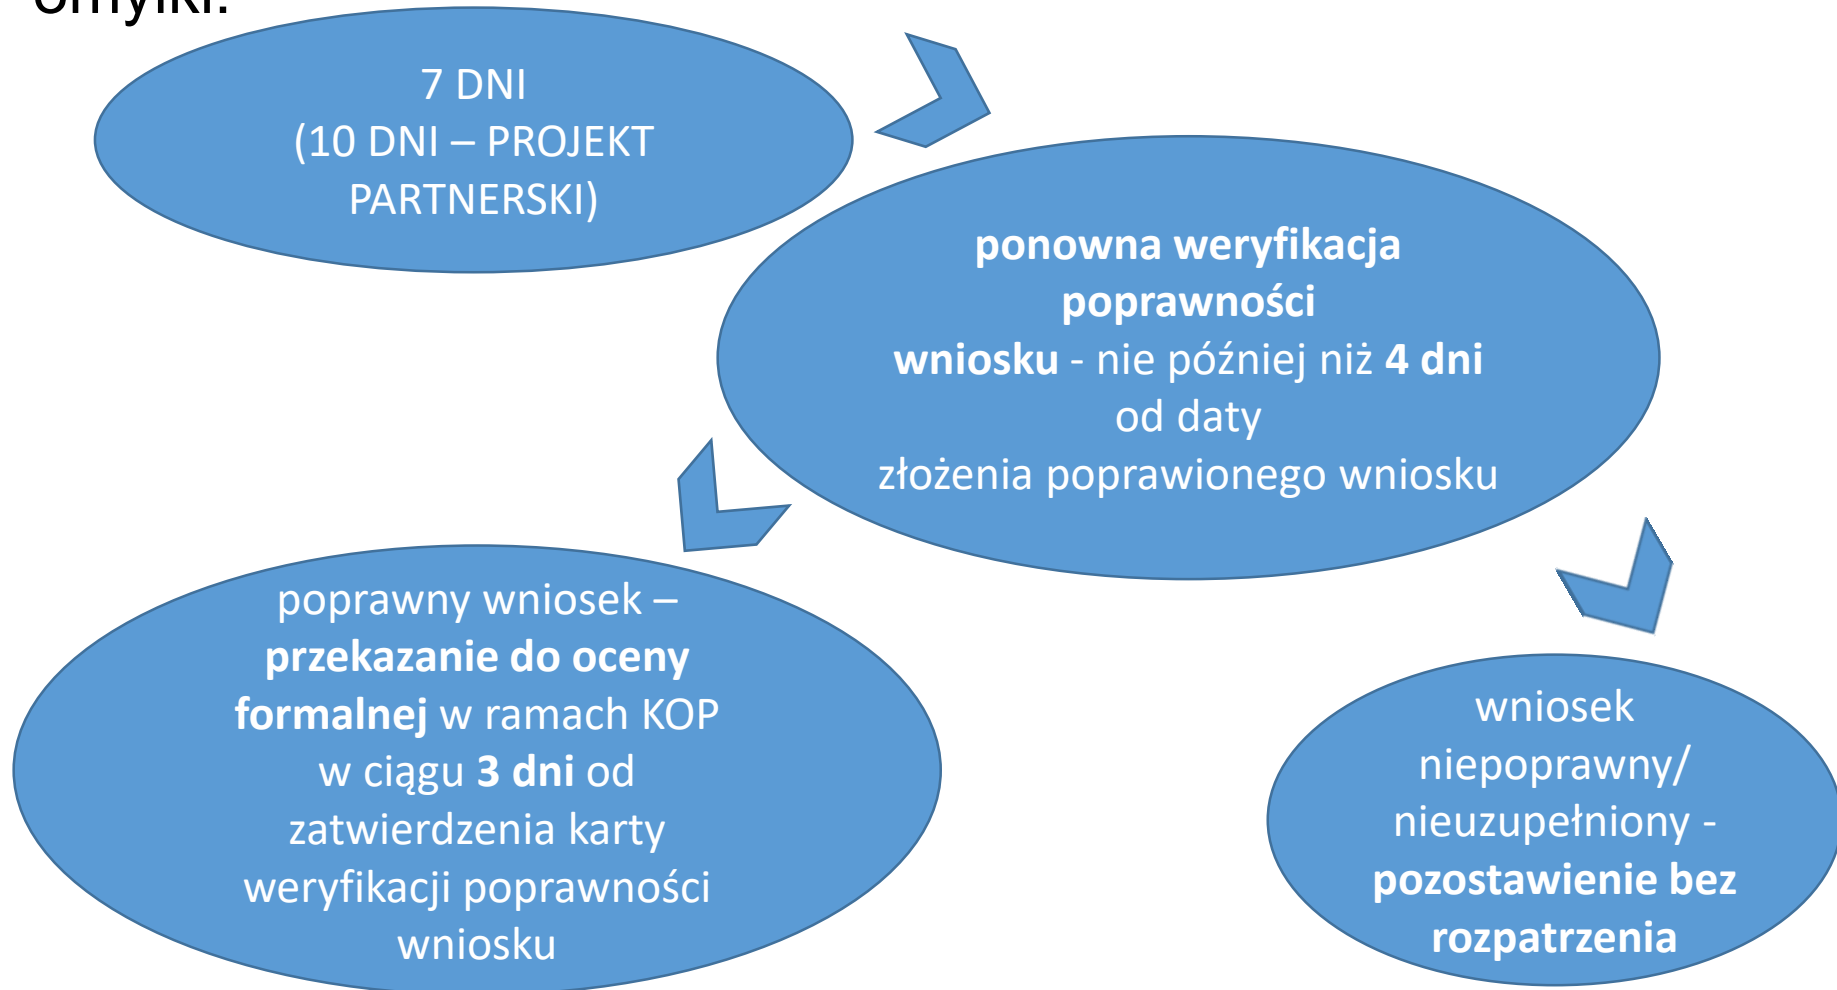 omyłki.
7 DNI
(10 DNI – PROJEKT
PARTNERSKI)
ponowna weryfikacja
poprawności
wniosku - nie później niż 4 dni
od daty
złożenia poprawionego wniosku
poprawny wniosek –
przekazanie do oceny
formalnej w ramach KOP
w ciągu 3 dni od
zatwierdzenia karty
weryfikacji poprawności
wniosku
wniosek
niepoprawny/
nieuzupełniony -
pozostawienie bez
rozpatrzenia